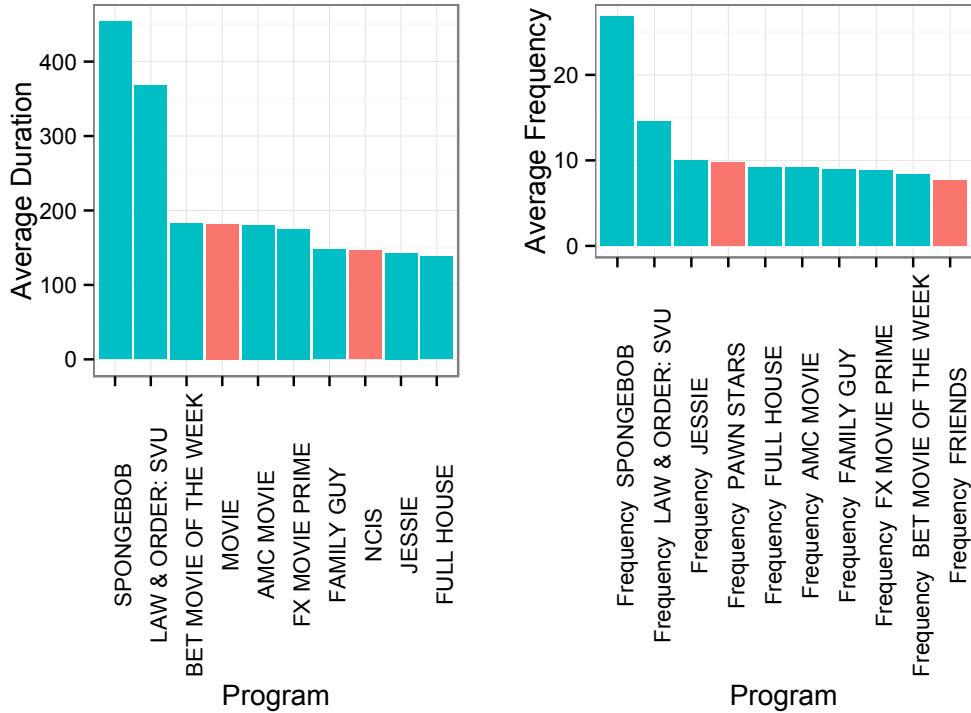 Average Duration
400
300
200
100
0
SPONGEBOB
LAW & ORDER: SVU
BET MOVIE OF THE WEEK
MOVIE
AMC MOVIE
FX MOVIE PRIME
FAMILY GUY
NCIS
JESSIE
FULL HOUSE
Program
Average Frequency
20
10
0
Frequency SPONGEBOB
Frequency LAW & ORDER: SVU
Frequency JESSIE
Frequency PAWN STARS
Frequency FULL HOUSE
Frequency AMC MOVIE
Frequency FAMILY GUY
Frequency FX MOVIE PRIME
Frequency BET MOVIE OF THE WEEK
Frequency FRIENDS
Program